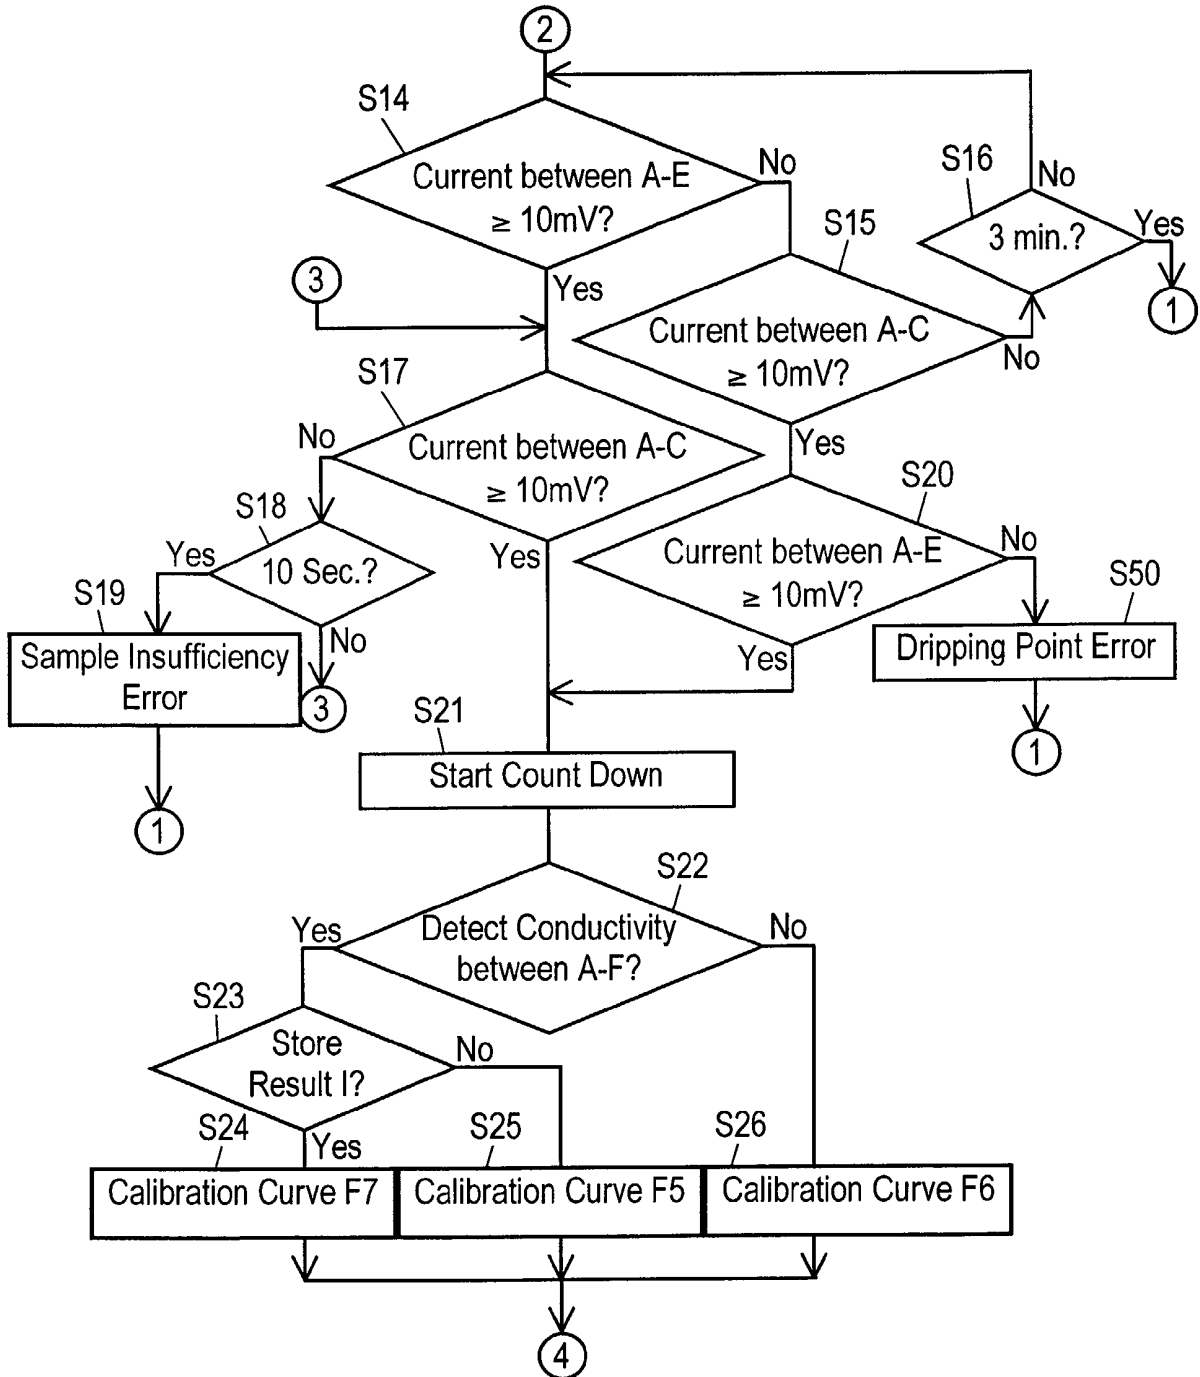 2
S14
Current between A-E
≥ 10mV?
No
Yes
S16
3 min.?
No
Yes
1
S15
Current between A-C
≥ 10mV?
No
Yes
3
S17
Current between A-C
≥ 10mV?
No
Yes
S18
10 Sec.?
Yes
No
3
S19
Sample Insufficiency
Error
1
S20
Current between A-E
≥ 10mV?
No
Yes
S50
Dripping Point Error
1
S21
Start Count Down
S22
Detect Conductivity
between A-F?
Yes
No
S23
Store
Result I?
No
Yes
S24
Calibration Curve F7
S25
Calibration Curve F5
S26
Calibration Curve F6
4